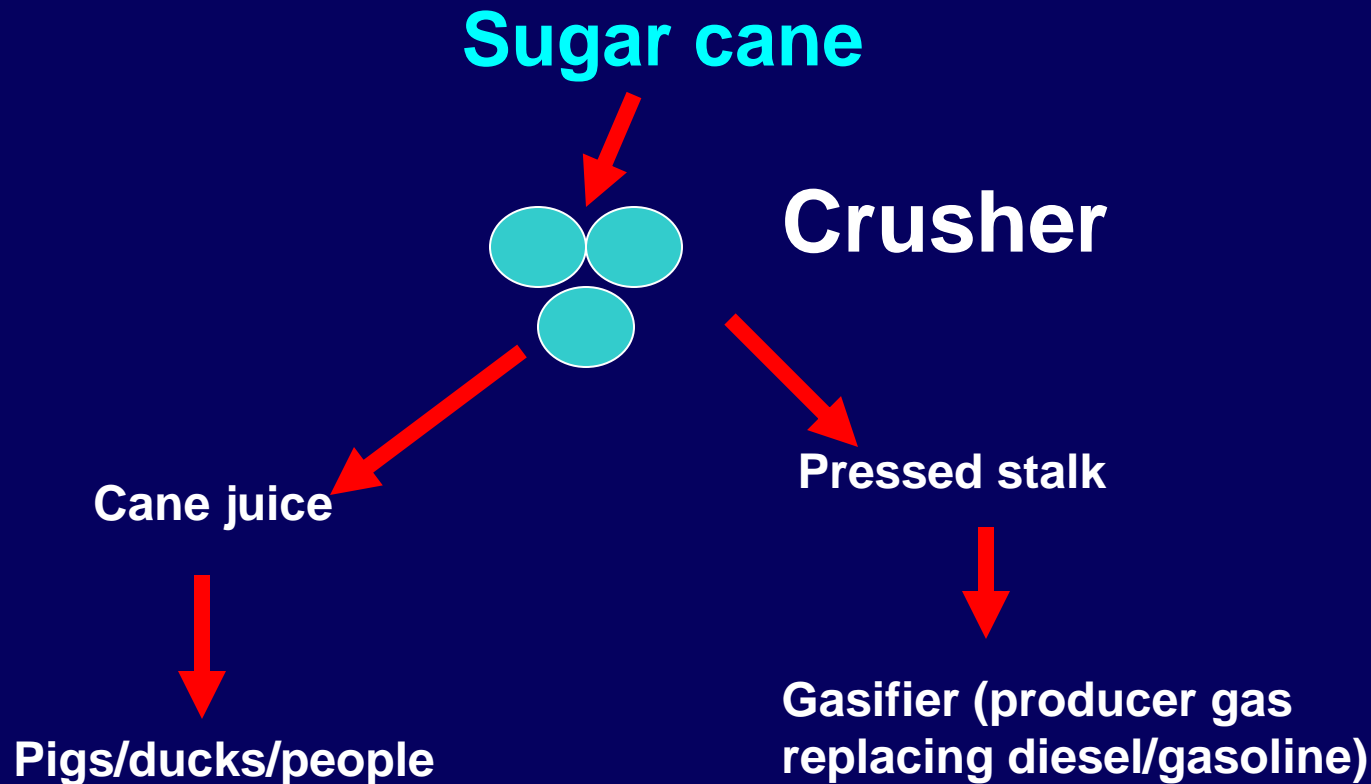 Sugar cane
Crusher
Pressed stalk
Cane juice
Gasifier (producer gas
replacing diesel/gasoline)
Pigs/ducks/people